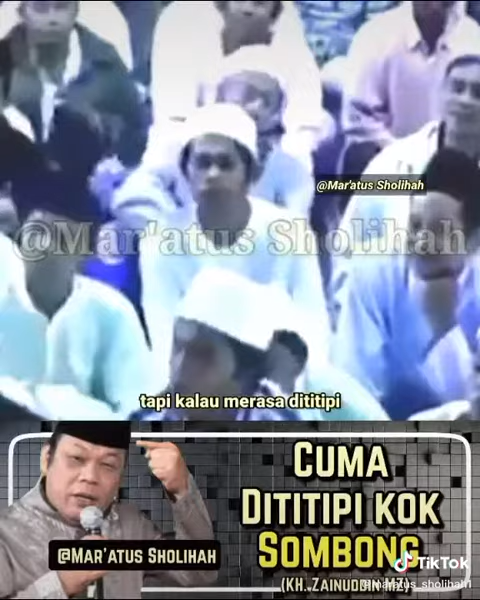 @Mar'atus Sholihah
@Mar'atus Sholihah
tapi kalau merasa dititipi
CUMA
DITITIPI KOK
SOMBONG
(KH. ZAINUDDIN MZ)
@MAR'ATUS SHOLIHAH
TikTok
@maratus_sholihah1